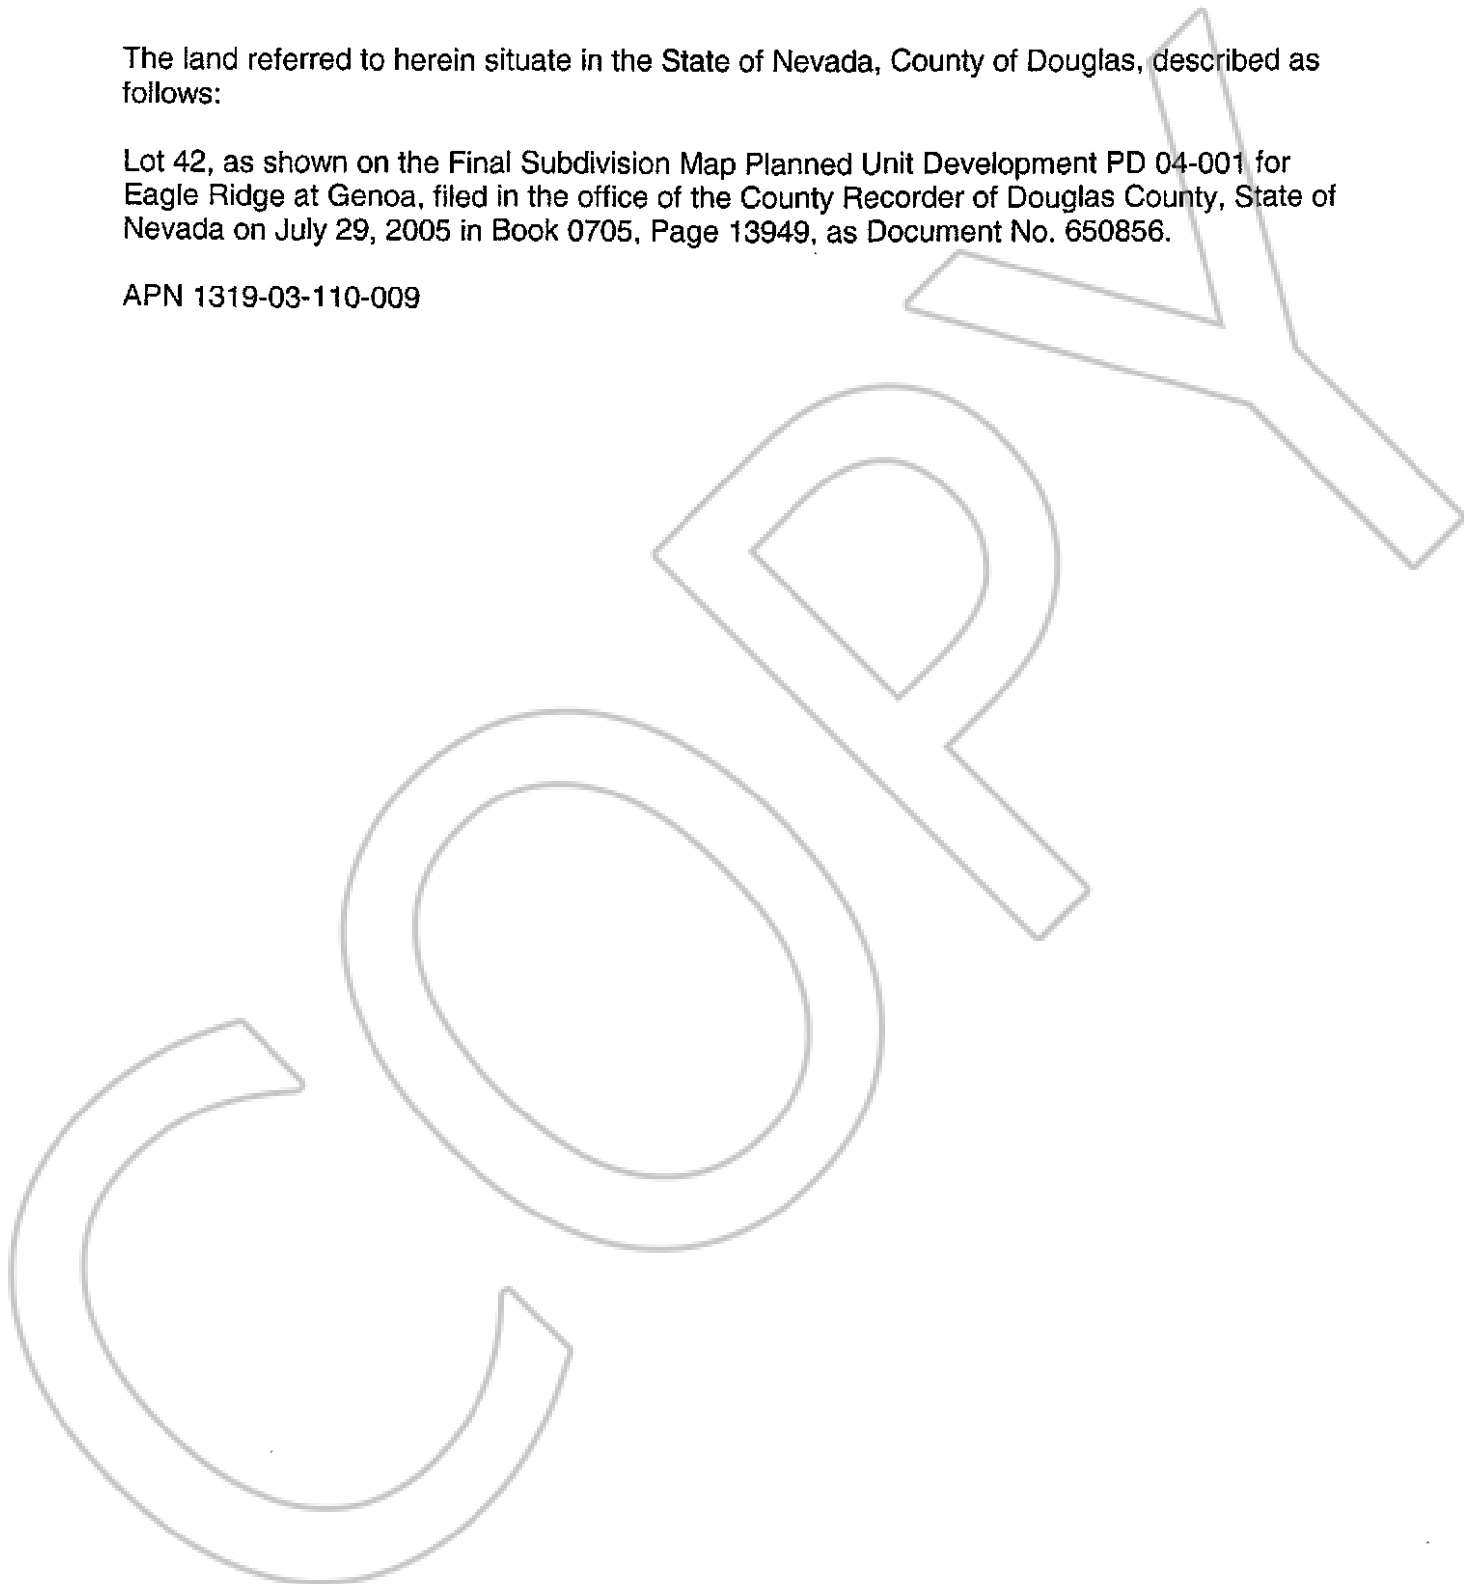 The land referred to herein situate in the State of Nevada, County of Douglas, described as
follows:
Lot 42, as shown on the Final Subdivision Map Planned Unit Development PD 04-001 for
Eagle Ridge at Genoa, filed in the office of the County Recorder of Douglas County, State of
Nevada on July 29, 2005 in Book 0705, Page 13949, as Document No. 650856.
APN 1319-03-110-009
COPY